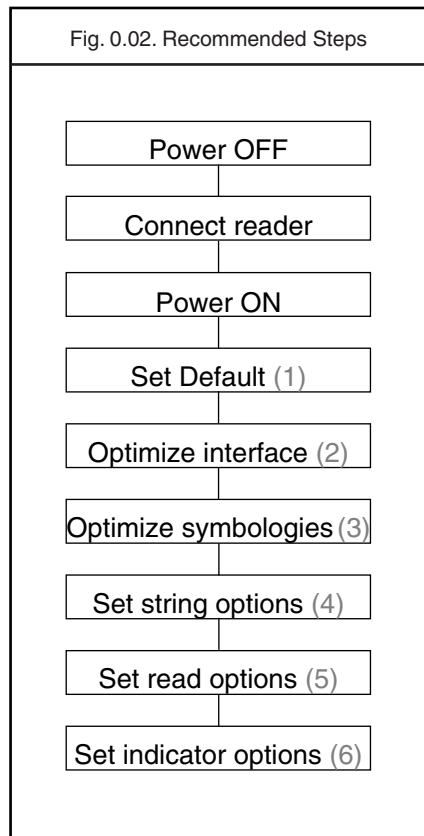 Fig. 0.02. Recommended Steps
Power OFF
Connect reader
Power ON
Set Default (1)
Optimize interface (2)
Optimize symbologies (3)
Set string options (4)
Set read options (5)
Set indicator options (6)